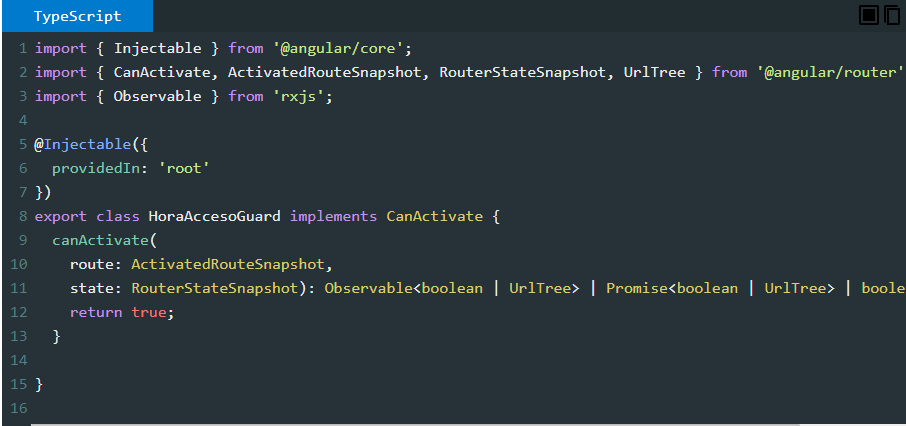 TypeScript
1 import { Injectable } from '@angular/core';
2 import { CanActivate, ActivatedRouteSnapshot, RouterStateSnapshot, UrlTree } from '@angular/router'
3 import { Observable } from 'rxjs';
4
5 @Injectable({
6   providedIn: 'root'
7 })
8 export class HoraAccesoGuard implements CanActivate {
9   canActivate(
10     route: ActivatedRouteSnapshot,
11     state: RouterStateSnapshot): Observable<boolean | UrlTree> | Promise<boolean | UrlTree> | boole
12     return true;
13   }
14
15 }
16